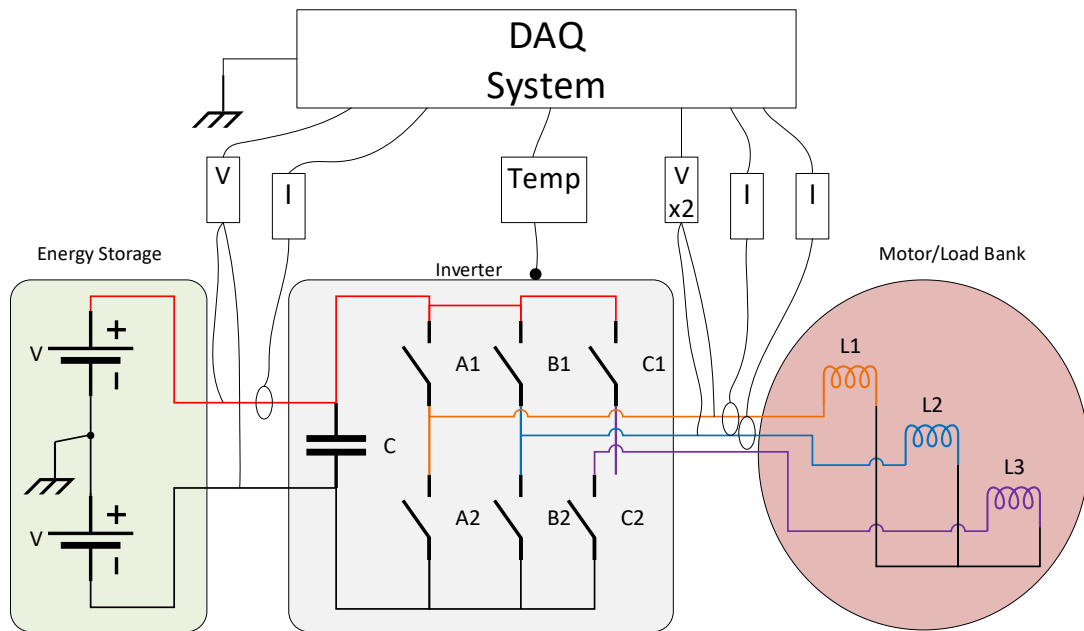 DAQ
System
V
I
Temp
V
x2
I
I
Energy Storage
Inverter
Motor/Load Bank
+
V
I
+
V
I
C
A1
B1
C1
A2
B2
C2
L1
L2
L3